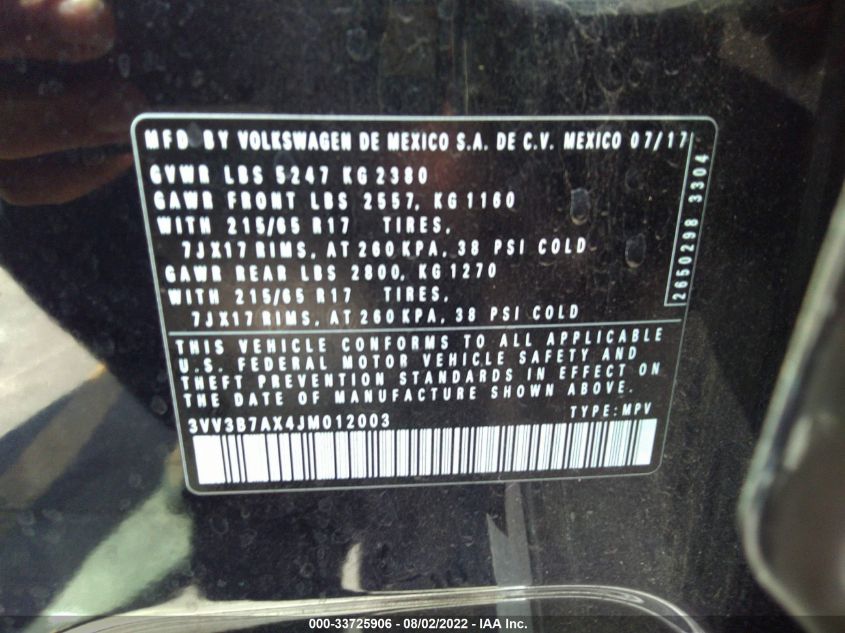 MFD BY VOLKSWAGEN DE MEXICO S.A. DE C.V. MEXICO 07/17
GVWR LBS 5247 KG 2380
GAWR FRONT LBS 2557, KG 1160
WITH 215/65 R17 TIRES,
7JX17 RIMS, AT 260 KPA, 38 PSI COLD
GAWR REAR LBS 2800, KG 1270
WITH 215/65 R17 TIRES,
7JX17 RIMS, AT 260 KPA, 38 PSI COLD
2650298 3304
THIS VEHICLE CONFORMS TO ALL APPLICABLE
U.S. FEDERAL MOTOR VEHICLE SAFETY AND
THEFT PREVENTION STANDARDS IN EFFECT ON
THE DATE OF MANUFACTURE SHOWN ABOVE.
3VV3B7AX4JM012003 TYPE: MPV
000-33725906 - 08/02/2022 - IAA Inc.